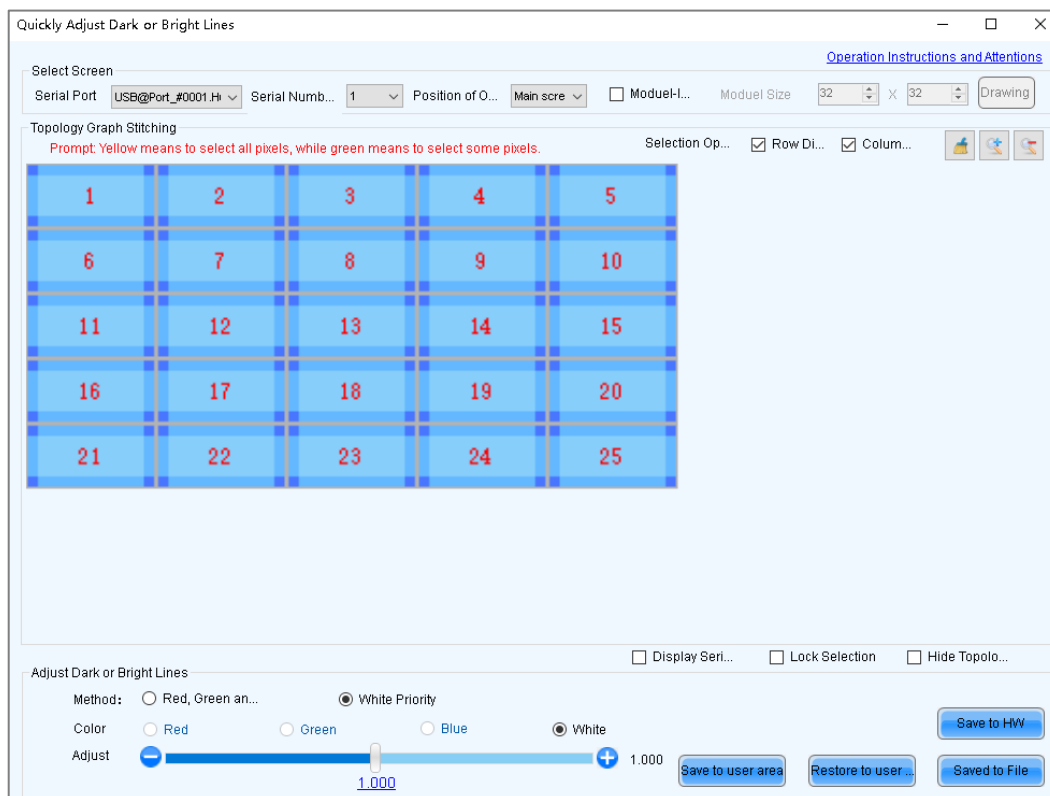 Quickly Adjust Dark or Bright Lines
Operation Instructions and Attentions
Select Screen
Serial Port USB@Port_#0001.Hu Serial Numb... 1 Position of O... Main scre Moduel-I... Moduel Size 32 X 32 Drawing
Topology Graph Stitching
Prompt: Yellow means to select all pixels, while green means to select some pixels. Selection Op... Row Di... Colum...
1 2 3 4 5
6 7 8 9 10
11 12 13 14 15
16 17 18 19 20
21 22 23 24 25
Display Seri... Lock Selection Hide Topolo...
Adjust Dark or Bright Lines
Method: Red, Green an... White Priority
Color Red Green Blue White
Save to HW
Adjust 1.000
Save to user area Restore to user ... Saved to File
1.000